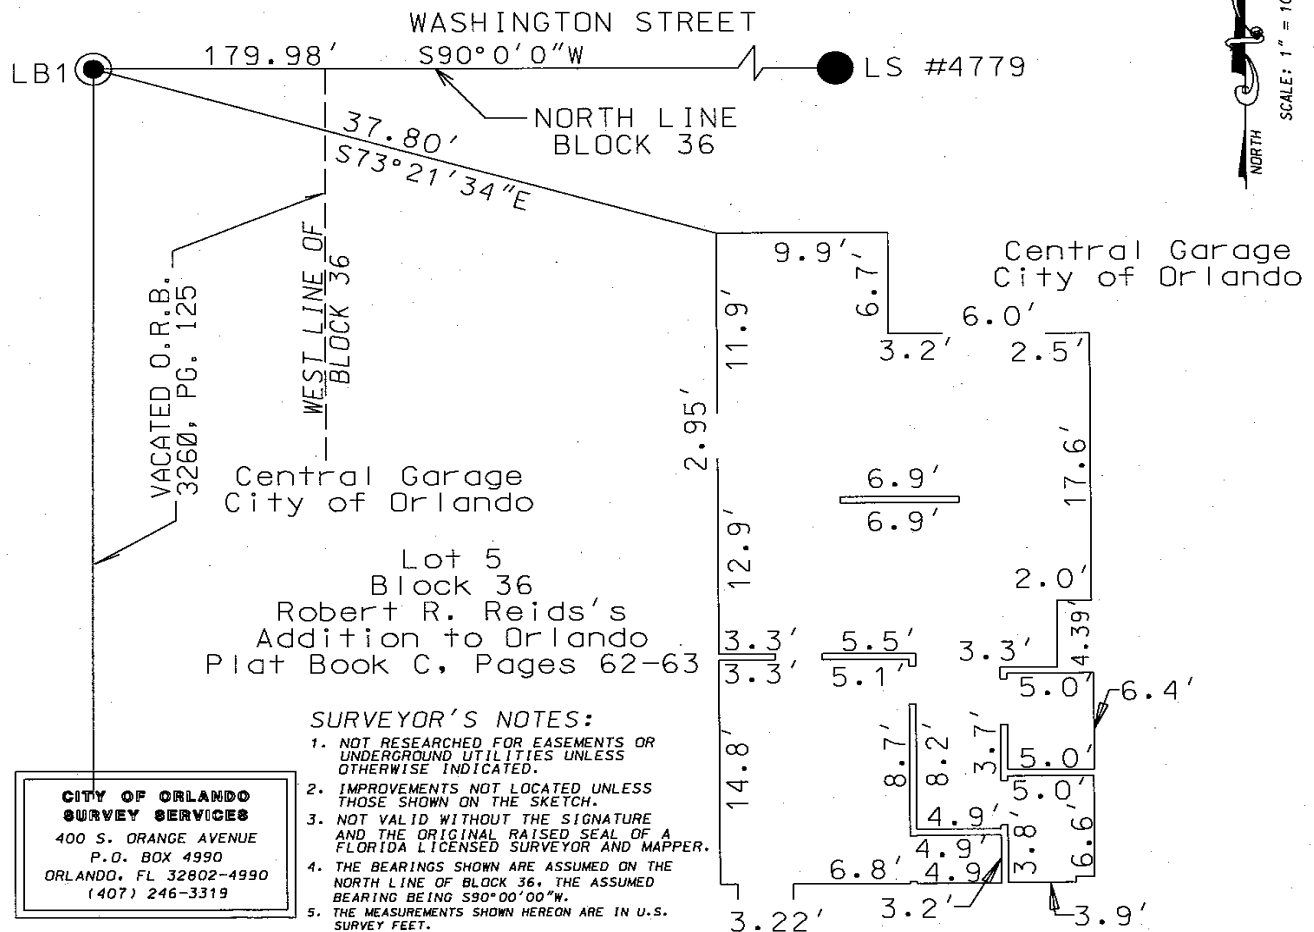 WASHINGTON STREET
179.98'
S90°0'0"W
LB1
LS #4779
NORTH LINE
BLOCK 36
37.80'
S73°21'34"E
NORTH
VACATED O.R.B.
3260, PG. 125
WEST LINE OF
BLOCK 36
Central Garage
City of Orlando
9.9'
6.7'
11.9'
6.0'
3.2'
2.5'
2.95'
17.6'
Central Garage
City of Orlando
6.9'
6.9'
12.9'
2.0'
4.39'
Lot 5
Block 36
Robert R. Reids's
Addition to Orlando
Plat Book C, Pages 62-63
3.3'
3.3'
5.5'
5.1'
3.3'
5.0'
6.4'
14.8'
8.7'
8.2'
3.7'
5.0'
5.0'
4.9'
4.9'
4.9
3.8'
6.6'
6.8'
3.22'
3.2'
3.9'
SURVEYOR'S NOTES:
1. NOT RESEARCHED FOR EASEMENTS OR
UNDERGROUND UTILITIES UNLESS
OTHERWISE INDICATED.
2. IMPROVEMENTS NOT LOCATED UNLESS
THOSE SHOWN ON THE SKETCH.
3. NOT VALID WITHOUT THE SIGNATURE
AND THE ORIGINAL RAISED SEAL OF A
FLORIDA LICENSED SURVEYOR AND MAPPER.
4. THE BEARINGS SHOWN ARE ASSUMED ON THE
NORTH LINE OF BLOCK 36, THE ASSUMED
BEARING BEING S90°00'00"W.
5. THE MEASUREMENTS SHOWN HEREON ARE IN U.S.
SURVEY FEET.
CITY OF ORLANDO
SURVEY SERVICES
400 S. ORANGE AVENUE
P.O. BOX 4990
ORLANDO, FL 32802-4990
(407) 246-3319
SCALE: 1" =